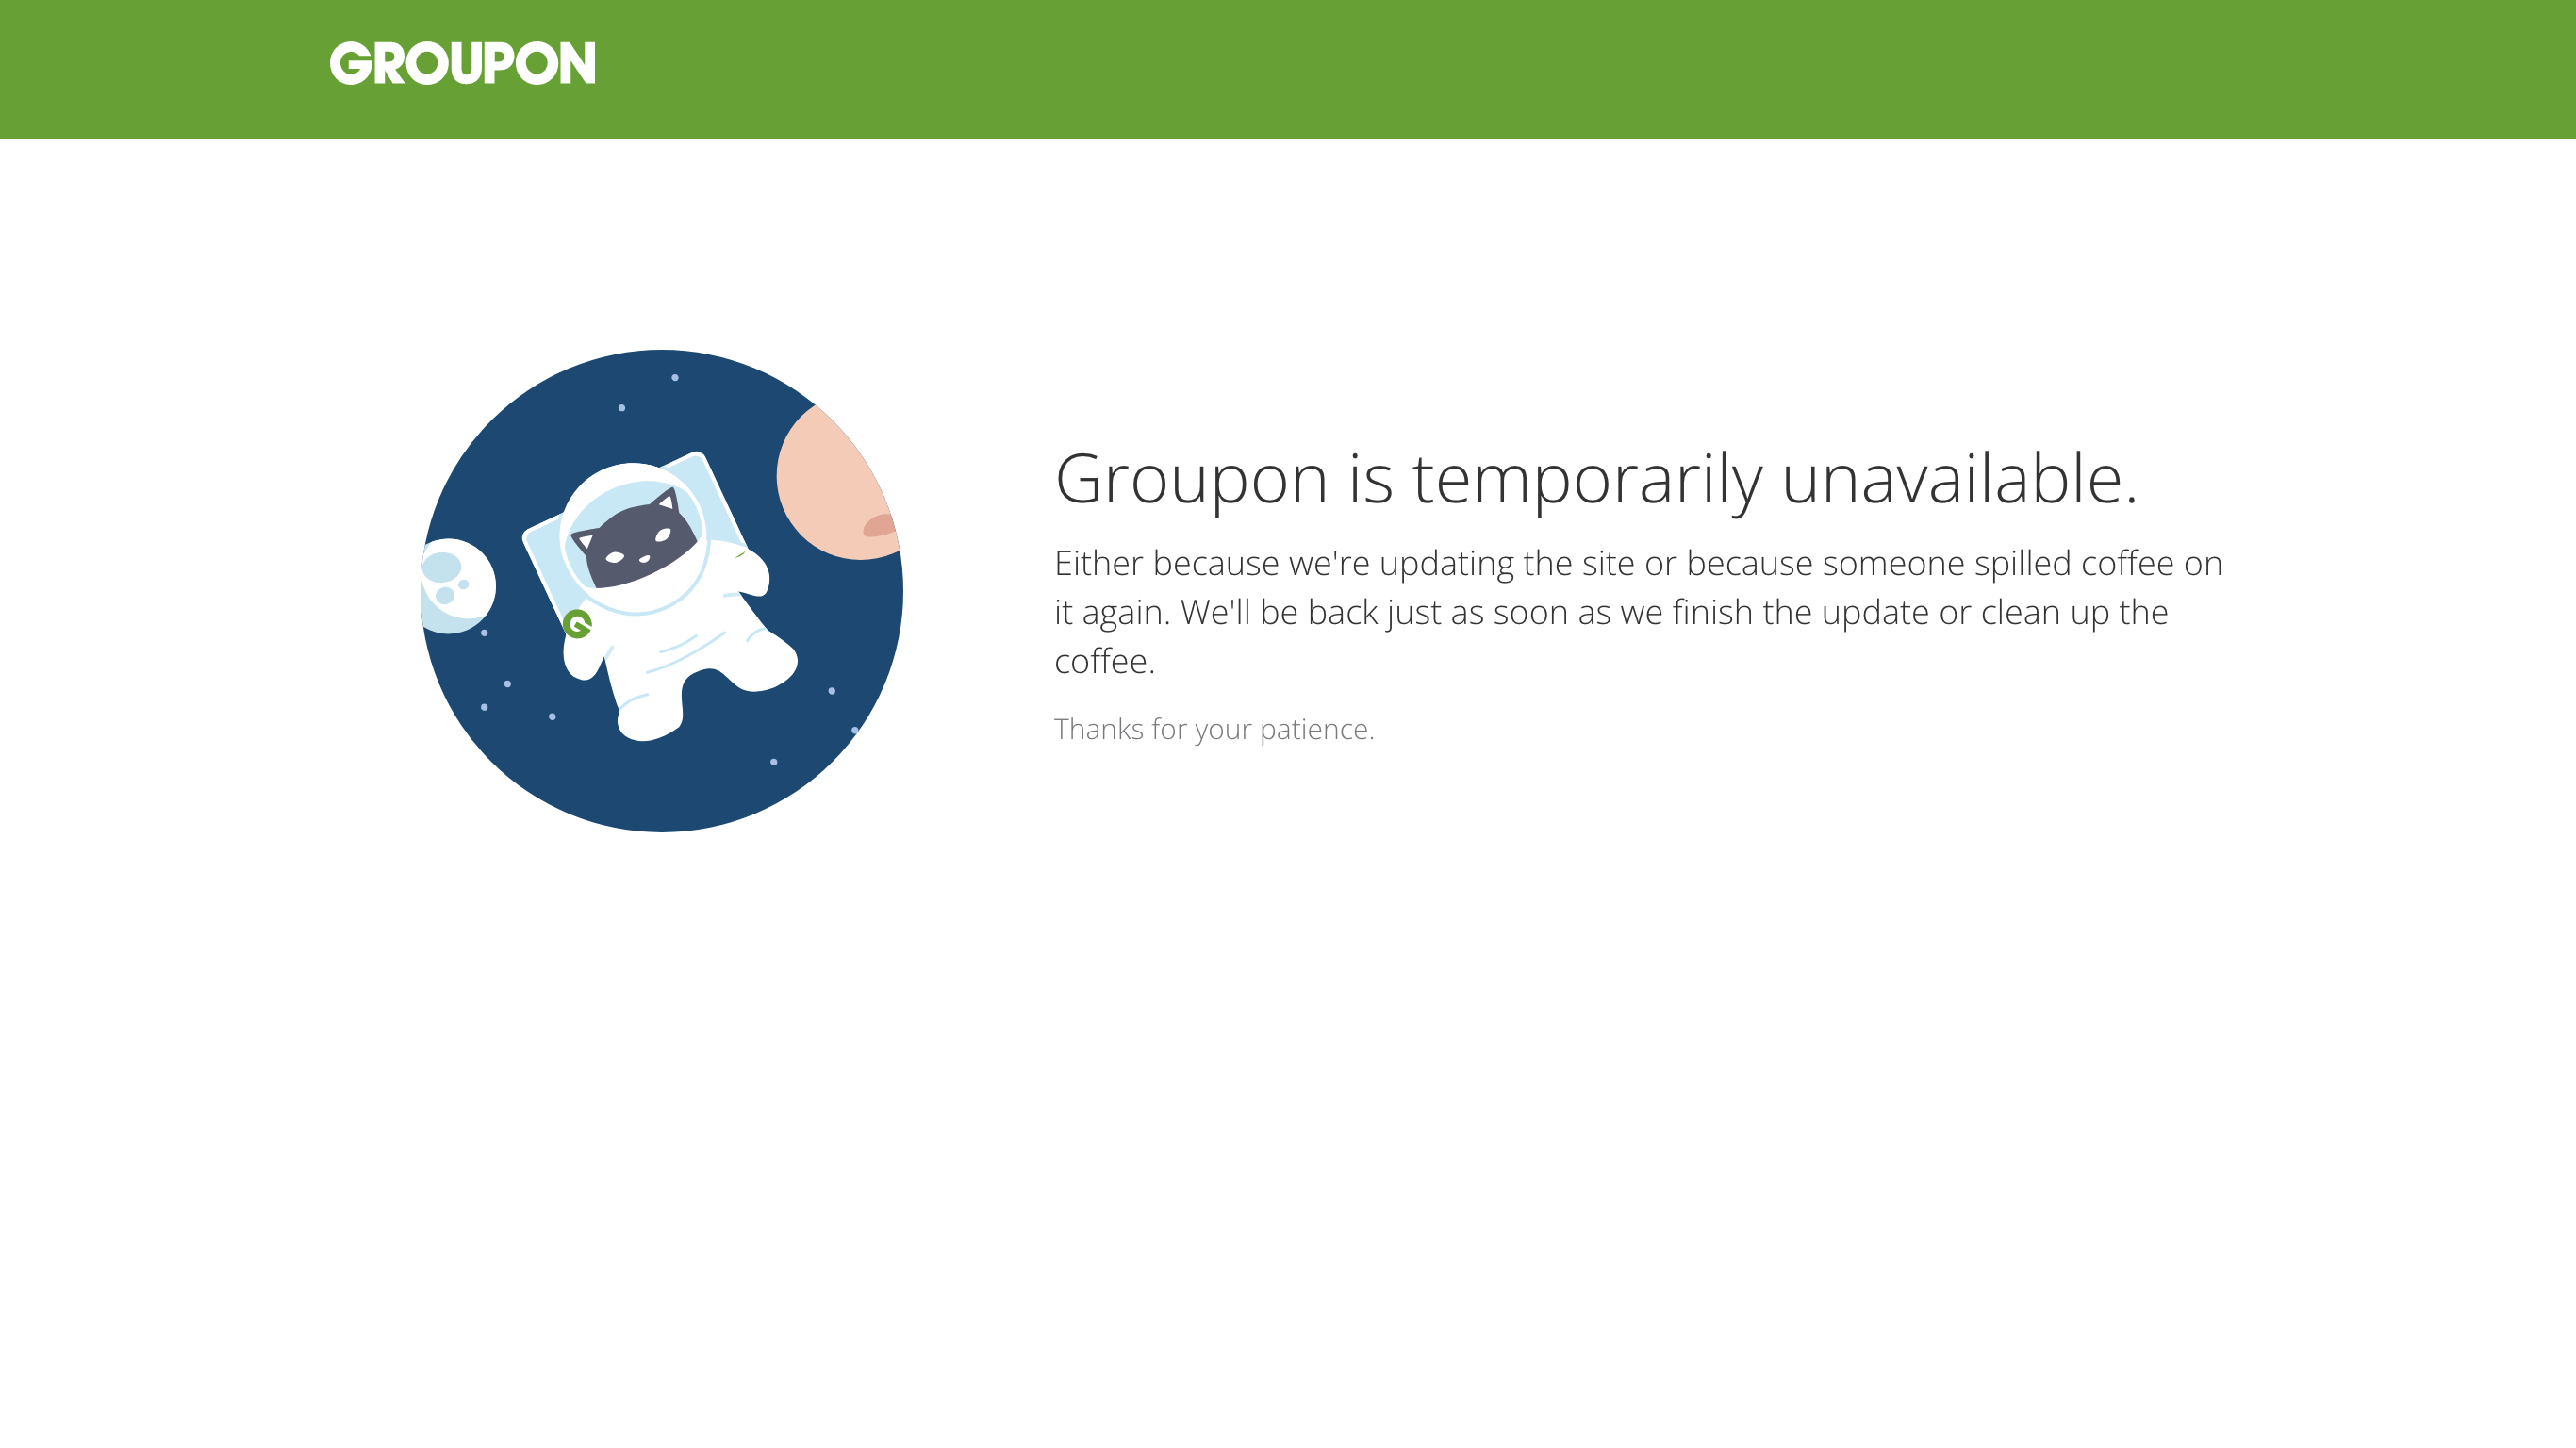 GROUPON
Groupon is temporarily unavailable.
Either because we're updating the site or because someone spilled coffee on
it again. We'll be back just as soon as we finish the update or clean up the
coffee.
G
Thanks for your patience.